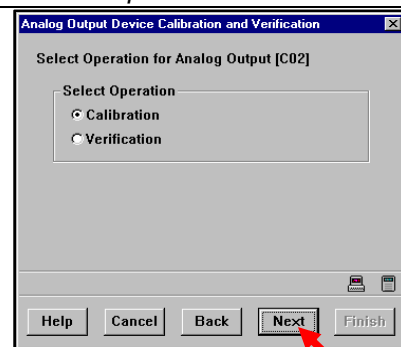 Analog Output Device Calibration and Verification
Select Operation for Analog Output [C02]
Select Operation
Calibration
Verification
Help Cancel Back Next Finish